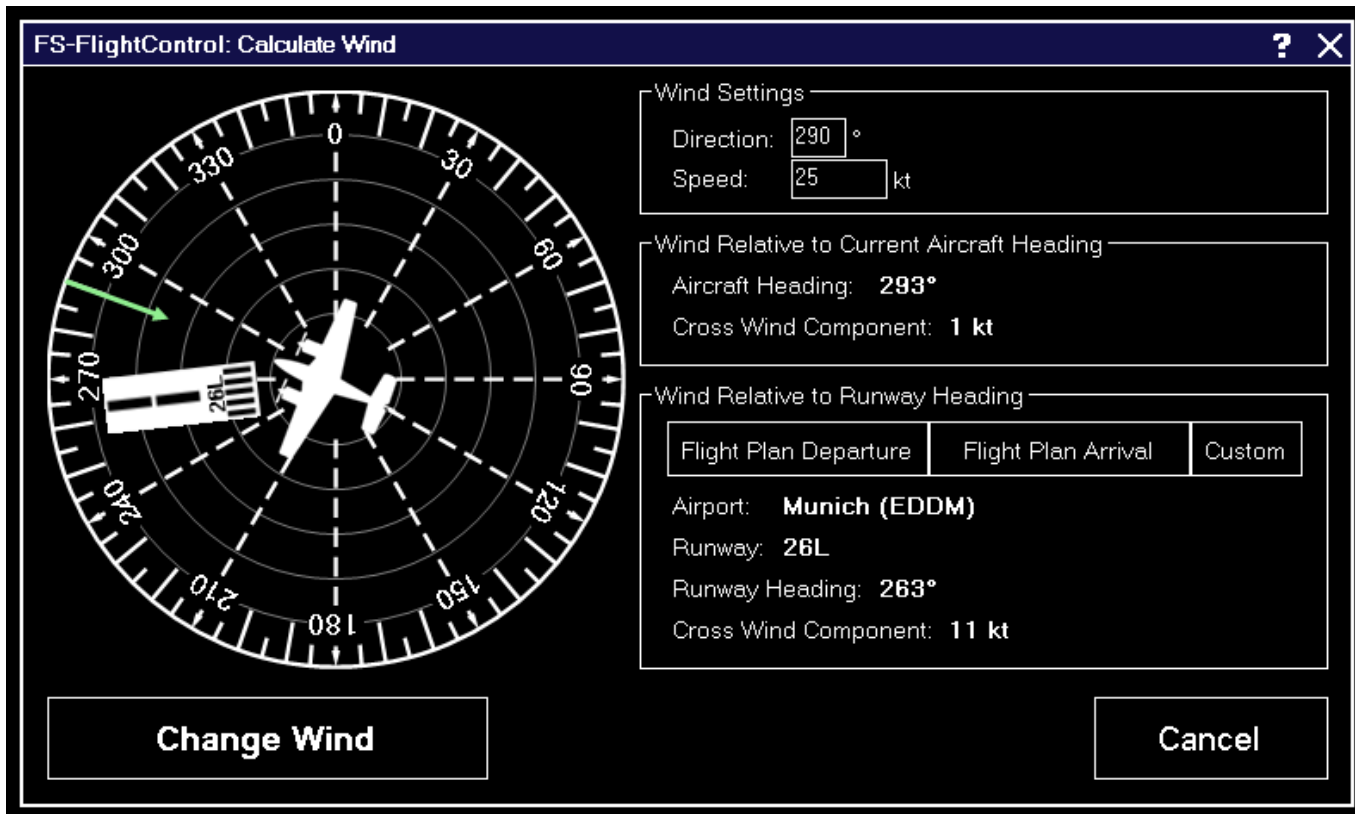 FS-FlightControl: Calculate Wind ? X
0
30
60
90
120
150
180
210
240
270
300
330
26L
Wind Settings
Direction: 290 °
Speed: 25 kt
Wind Relative to Current Aircraft Heading
Aircraft Heading: 293°
Cross Wind Component: 1 kt
Wind Relative to Runway Heading
Flight Plan Departure Flight Plan Arrival Custom
Airport: Munich (EDDM)
Runway: 26L
Runway Heading: 263°
Cross Wind Component: 11 kt
Change Wind Cancel